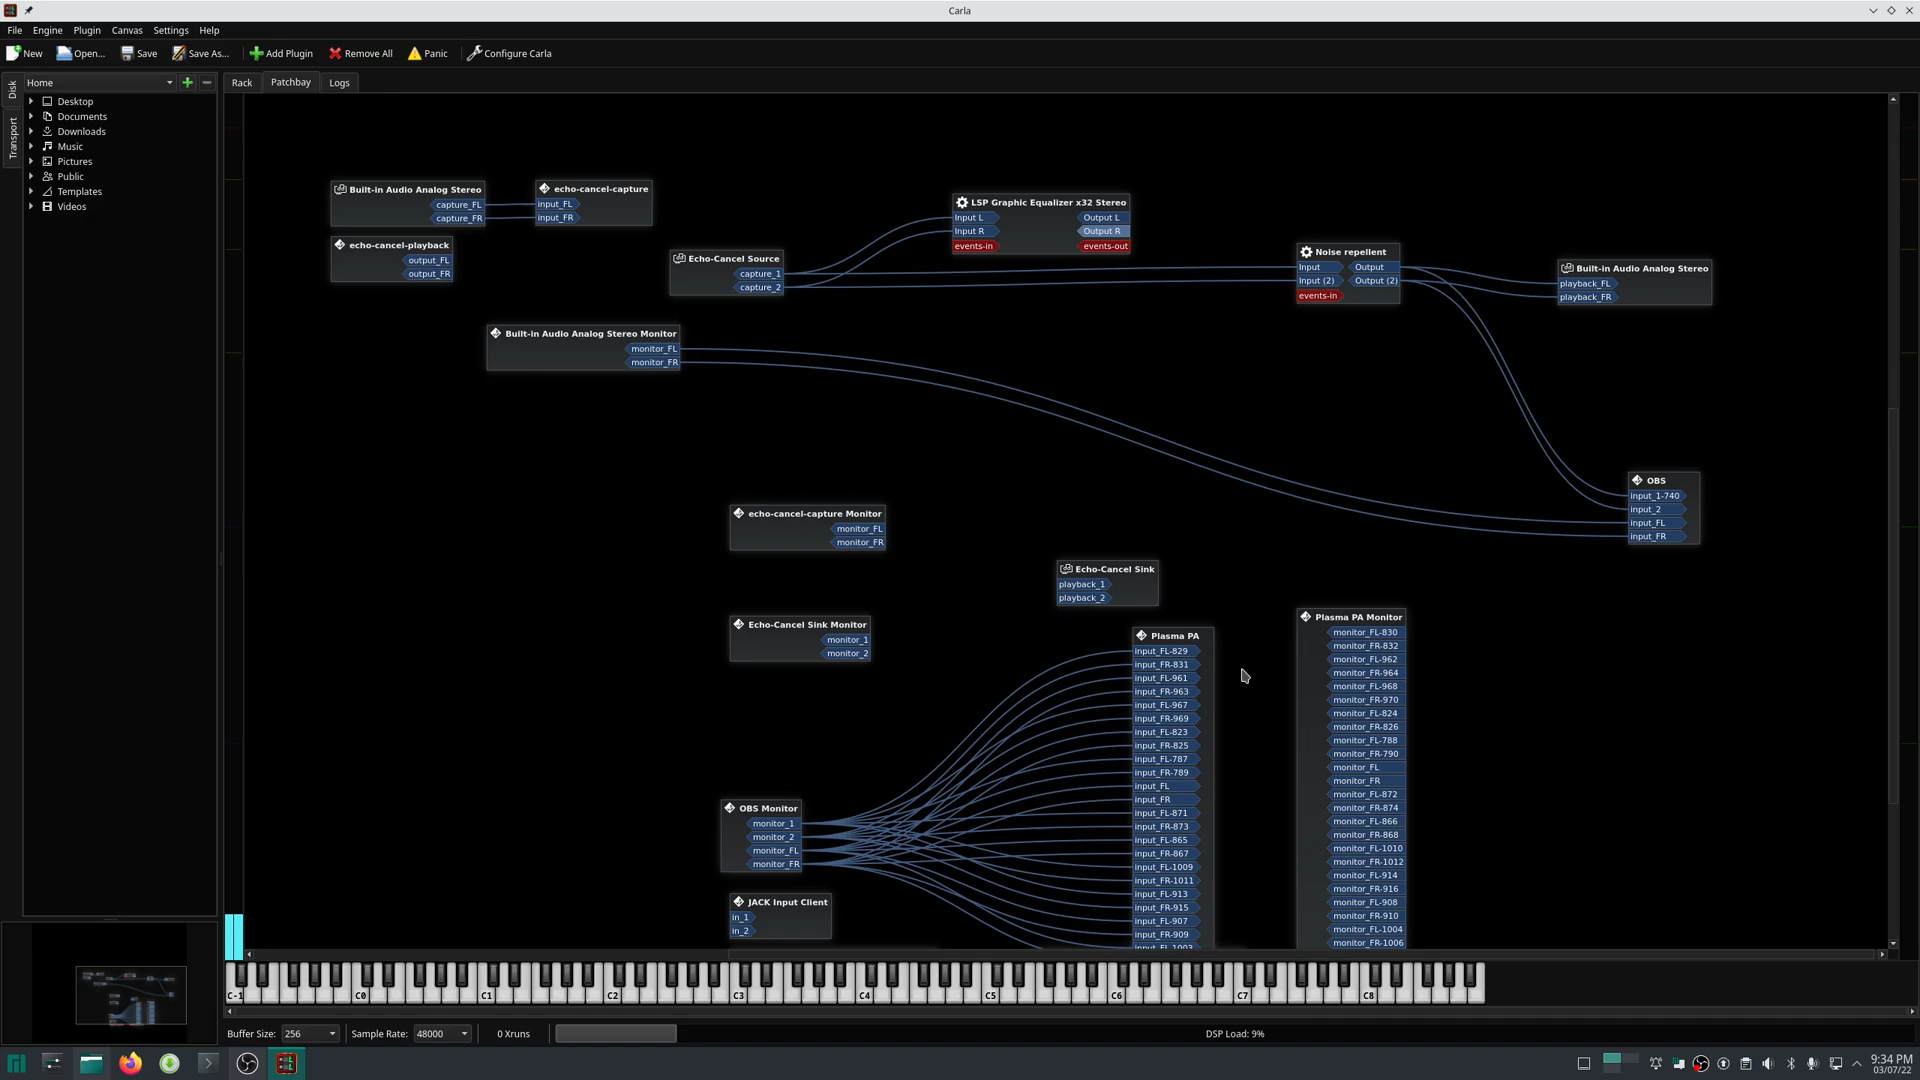 Carla
File Engine Plugin Canvas Settings Help
New Open... Save Save As... Add Plugin Remove All Panic Configure Carla
Disk
Transport
Home
Desktop
Documents
Downloads
Music
Pictures
Public
Templates
Videos
Rack Patchbay Logs
Built-in Audio Analog Stereo
capture_FL
capture_FR
echo-cancel-capture
input_FL
input_FR
echo-cancel-playback
output_FL
output_FR
Echo-Cancel Source
capture_1
capture_2
LSP Graphic Equalizer x32 Stereo
Input L Output L
Input R Output R
events-in events-out
Noise repellent
Input Output
Input (2) Output (2)
events-in
Built-in Audio Analog Stereo
playback_FL
playback_FR
Built-in Audio Analog Stereo Monitor
monitor_FL
monitor_FR
OBS
input_1-740
input_2
input_FL
input_FR
echo-cancel-capture Monitor
monitor_FL
monitor_FR
Echo-Cancel Sink
playback_1
playback_2
Echo-Cancel Sink Monitor
monitor_1
monitor_2
Plasma PA
input_FL-829
input_FR-831
input_FL-961
input_FR-963
input_FL-967
input_FR-969
input_FL-823
input_FR-825
input_FL-787
input_FR-789
input_FL
input_FR
input_FL-871
input_FR-873
input_FL-865
input_FR-867
input_FL-1009
input_FR-1011
input_FL-913
input_FR-915
input_FL-907
input_FR-909
input_FL-1003
Plasma PA Monitor
monitor_FL-830
monitor_FR-832
monitor_FL-962
monitor_FR-964
monitor_FL-968
monitor_FR-970
monitor_FL-824
monitor_FR-826
monitor_FL-788
monitor_FR-790
monitor_FL
monitor_FR
monitor_FL-872
monitor_FR-874
monitor_FL-866
monitor_FR-868
monitor_FL-1010
monitor_FR-1012
monitor_FL-914
monitor_FR-916
monitor_FL-908
monitor_FR-910
monitor_FL-1004
monitor_FR-1006
OBS Monitor
monitor_1
monitor_2
monitor_FL
monitor_FR
JACK Input Client
in_1
in_2
C-1 C0 C1 C2 C3 C4 C5 C6 C7 C8
Buffer Size: 256 Sample Rate: 48000 0 Xruns DSP Load: 9%
9:34 PM
03/07/22